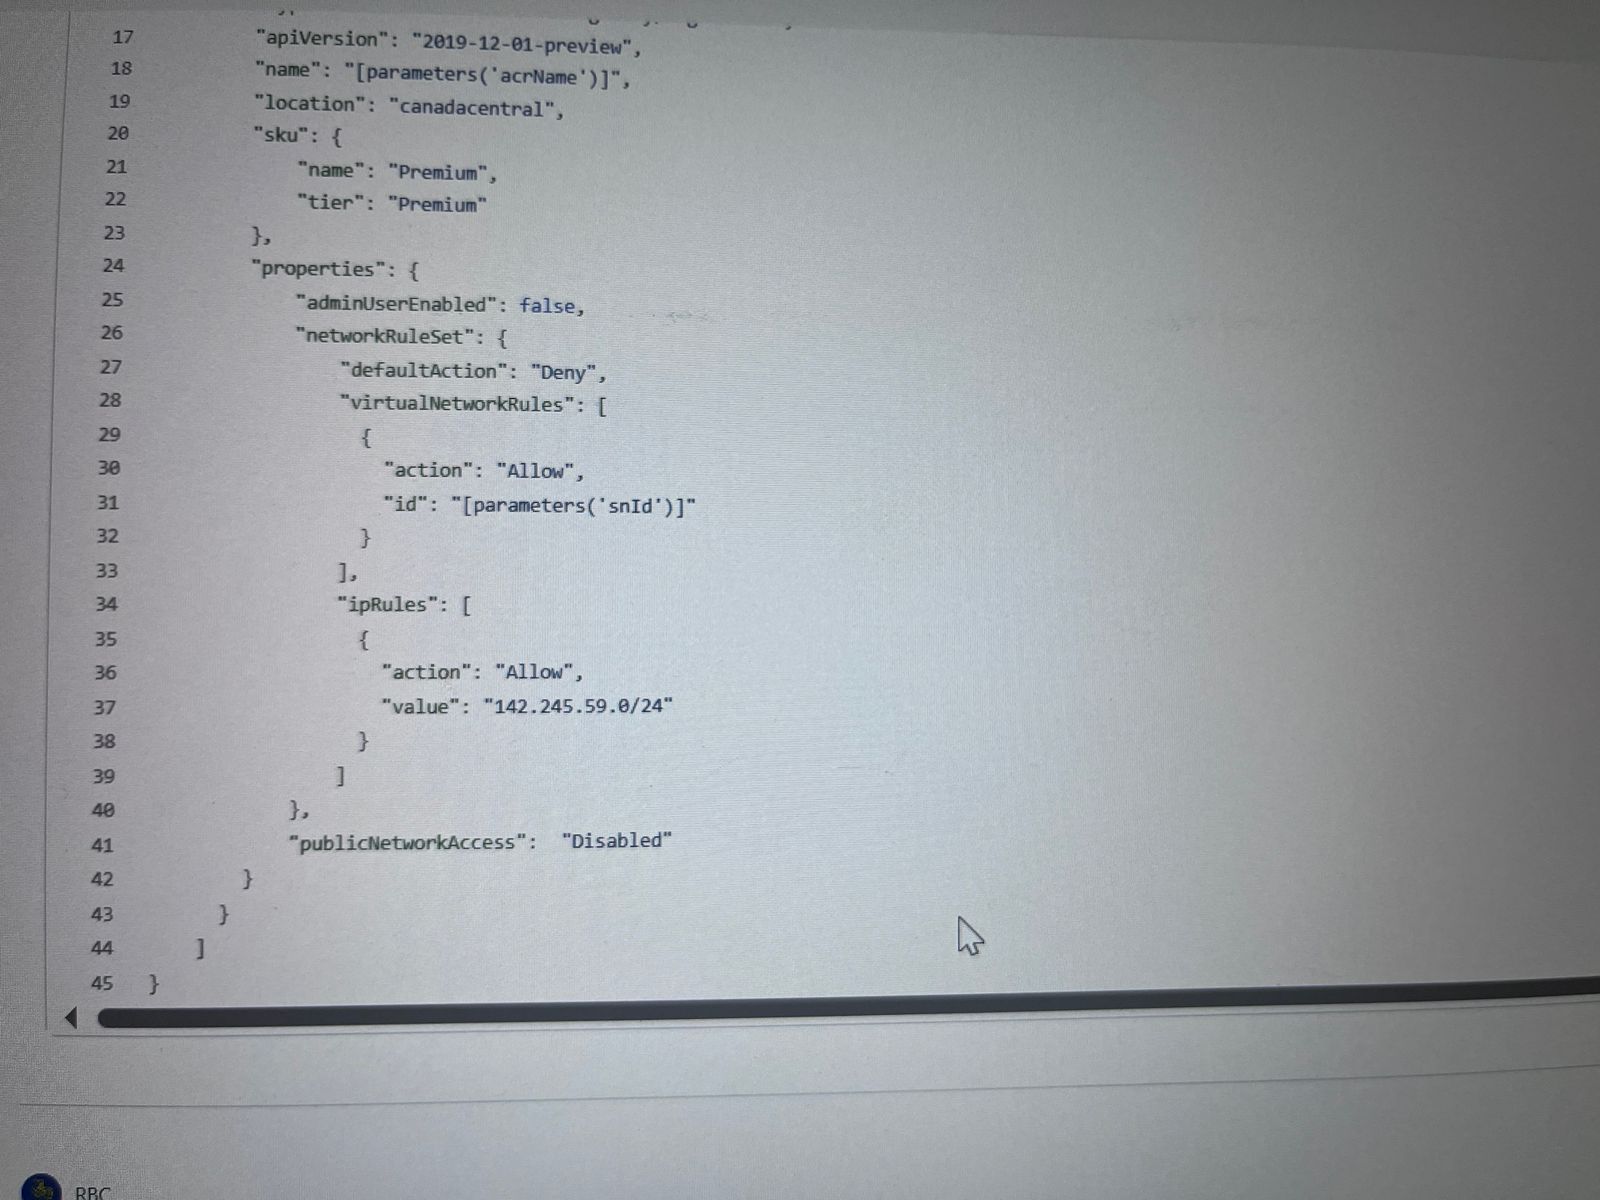 17 "apiVersion": "2019-12-01-preview",
18 "name": "[parameters('acrName')]",
19 "location": "canadacentral",
20 "sku": {
21 "name": "Premium",
22 "tier": "Premium"
23 },
24 "properties": {
25 "adminUserEnabled": false,
26 "networkRuleSet": {
27 "defaultAction": "Deny",
28 "virtualNetworkRules": [
29 {
30 "action": "Allow",
31 "id": "[parameters('snId')]"
32 }
33 ],
34 "ipRules": [
35 {
36 "action": "Allow",
37 "value": "142.245.59.0/24"
38 }
39 ]
40 },
41 "publicNetworkAccess": "Disabled"
42 }
43 }
44 ]
45 }
RBC